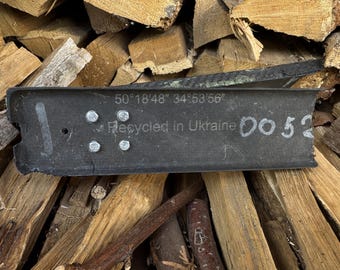 50°18'48" 34°53'56"
Recycled in Ukraine 0052